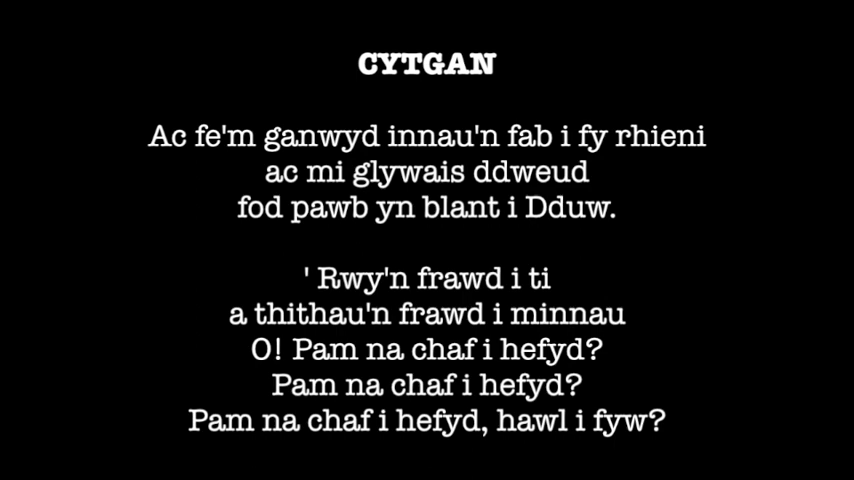 CYTGAN
Ac fe'm ganwyd innau'n fab i fy rhieni
ac mi glywais ddweud
fod pawb yn blant i Dduw.
' Rwy'n frawd i ti
a thithau'n frawd i minnau
O! Pam na chaf i hefyd?
Pam na chaf i hefyd?
Pam na chaf i hefyd, hawl i fyw?